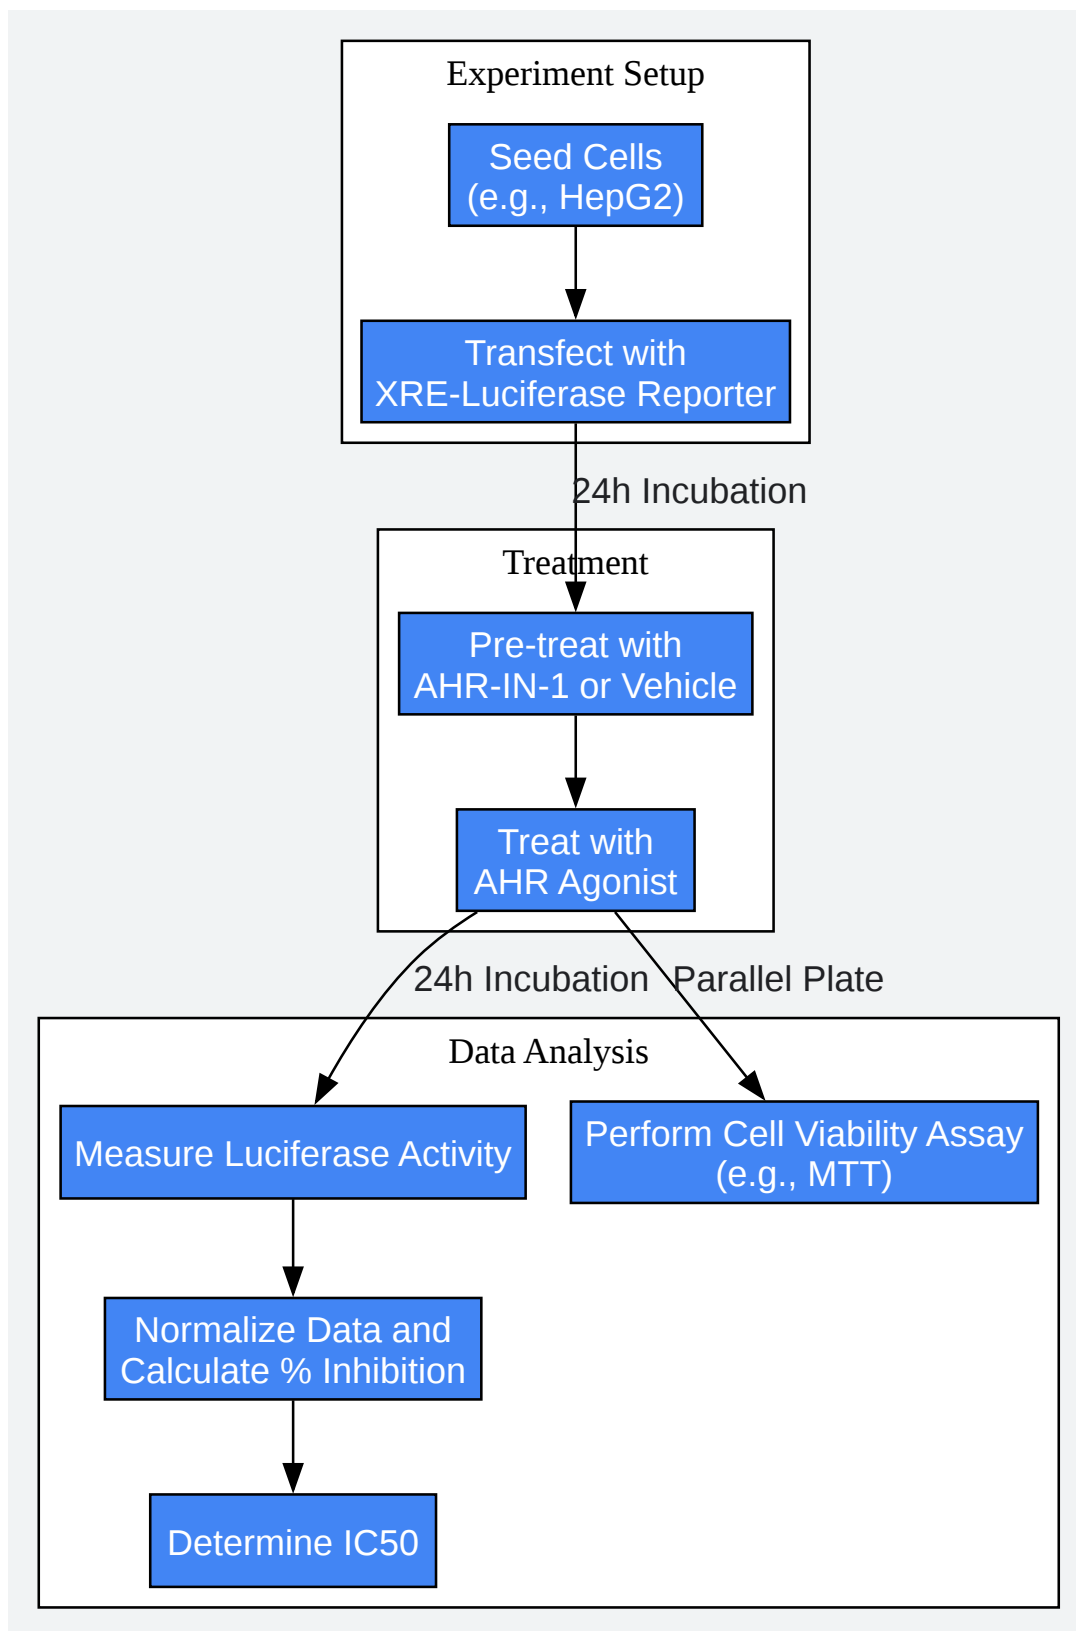 Experiment Setup
Seed Cells
(e.g., HepG2)
Transfect with
XRE-Luciferase Reporter
24h Incubation
Treatment
Pre-treat with
AHR-IN-1 or Vehicle
Treat with
AHR Agonist
24h Incubation
Parallel Plate
Data Analysis
Measure Luciferase Activity
Perform Cell Viability Assay
(e.g., MTT)
Normalize Data and
Calculate % Inhibition
Determine IC50